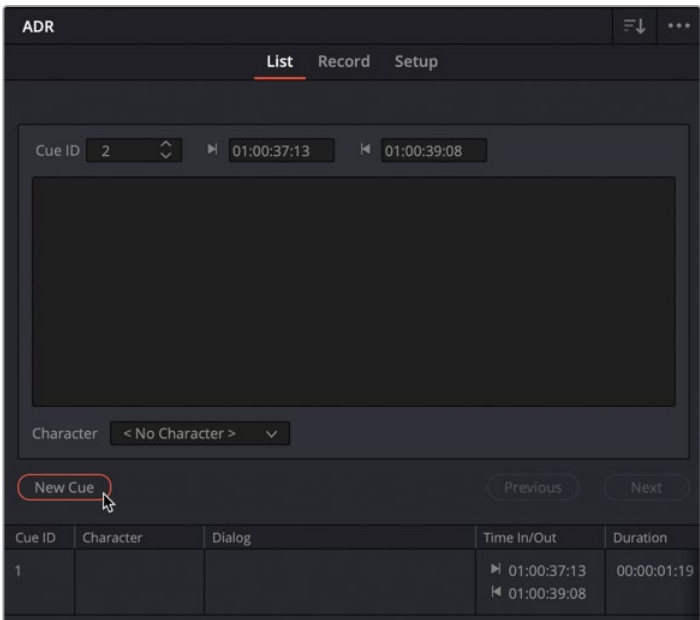 ADR
List Record Setup
Cue ID 2 01:00:37:13 01:00:39:08
Character < No Character >
New Cue Previous Next
Cue ID Character Dialog Time In/Out Duration
1 01:00:37:13 00:00:01:19
01:00:39:08